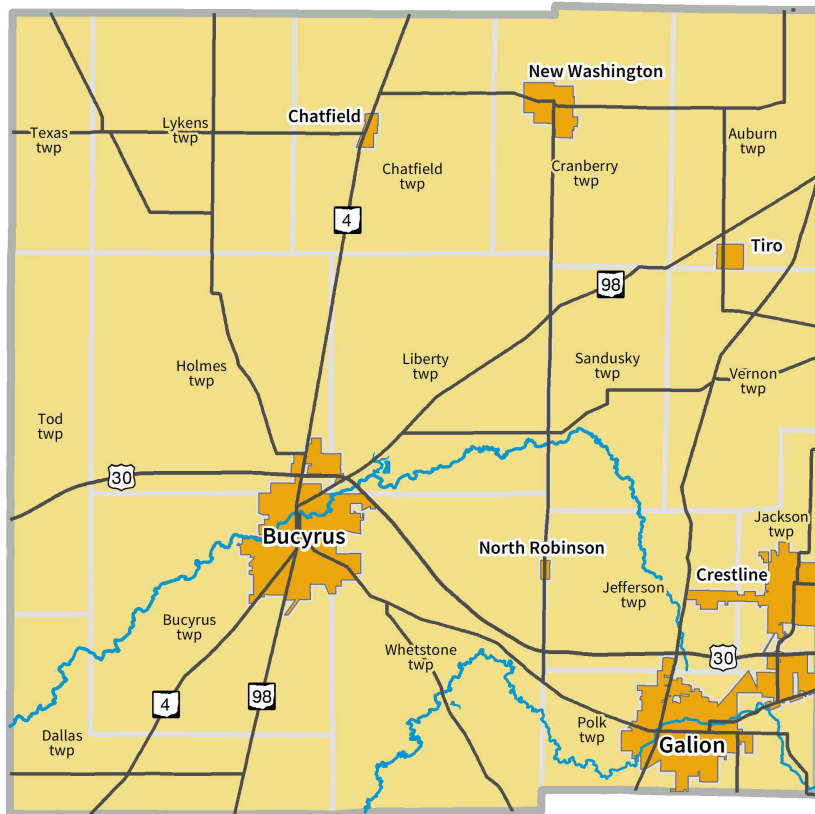 New Washington
Chatfield
Lykens
twp
Texas
twp
Auburn
twp
Chatfield
twp
Cranberry
twp
4
Tiro
98
Holmes
twp
Liberty
twp
Sandusky
twp
Vernon
twp
Tod
twp
30
Jackson
twp
Bucyrus
North Robinson
Crestline
Jefferson
twp
Bucyrus
twp
Whetstone
twp
30
98
4
Polk
twp
Dallas
twp
Galion